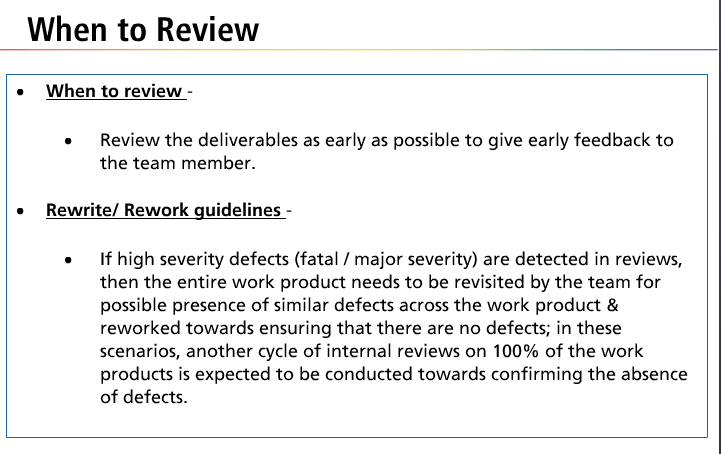 When to Review
• When to review -
• Review the deliverables as early as possible to give early feedback to
the team member.
• Rewrite/ Rework guidelines -
• If high severity defects (fatal / major severity) are detected in reviews,
then the entire work product needs to be revisited by the team for
possible presence of similar defects across the work product &
reworked towards ensuring that there are no defects; in these
scenarios, another cycle of internal reviews on 100% of the work
products is expected to be conducted towards confirming the absence
of defects.